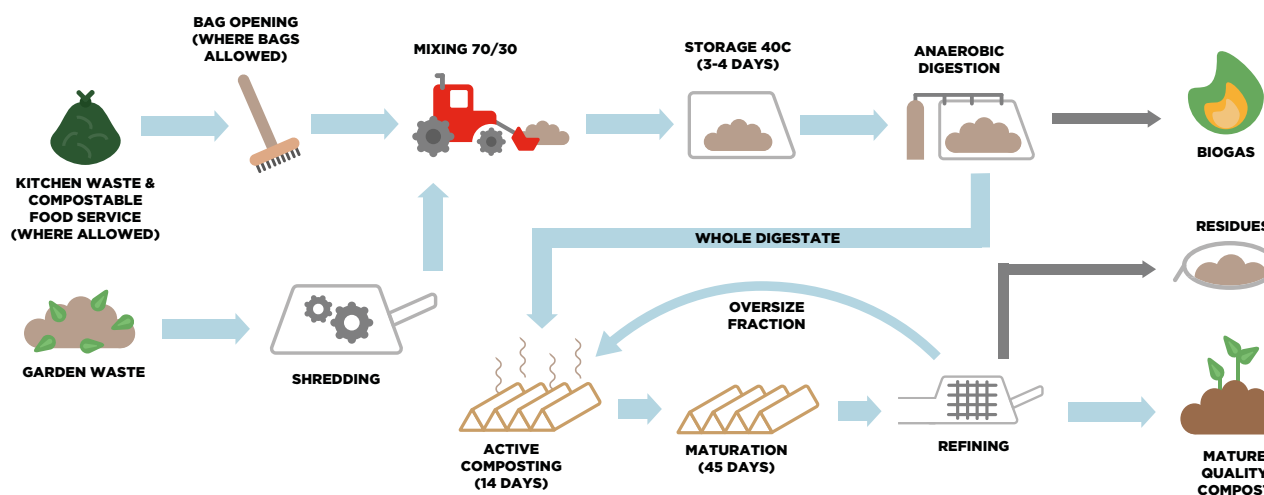 BAG OPENING
(WHERE BAGS
ALLOWED)
MIXING 70/30
STORAGE 40C
(3-4 DAYS)
ANAEROBIC
DIGESTION
BIOGAS
KITCHEN WASTE &
COMPOSTABLE
FOOD SERVICE
(WHERE ALLOWED)
WHOLE DIGESTATE
RESIDUES
OVERSIZE
FRACTION
GARDEN WASTE
SHREDDING
ACTIVE
COMPOSTING
(14 DAYS)
MATURATION
(45 DAYS)
REFINING
MATURE
QUALITY
COMPOST